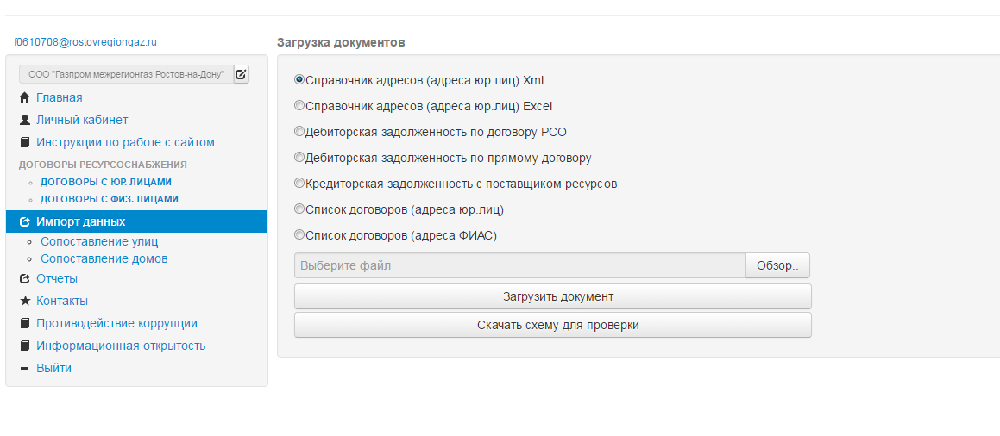 f0610708@rostovregiongaz.ru
ООО "Газпром межрегионгаз Ростов-на-Дону"
Главная
Личный кабинет
Инструкции по работе с сайтом
ДОГОВОРЫ РЕСУРСОСНАБЖЕНИЯ
ДОГОВОРЫ С ЮР. ЛИЦАМИ
ДОГОВОРЫ С ФИЗ. ЛИЦАМИ
Импорт данных
Сопоставление улиц
Сопоставление домов
Отчеты
Контакты
Противодействие коррупции
Информационная открытость
Выйти
Загрузка документов
Справочник адресов (адреса юр.лиц) Xml
Справочник адресов (адреса юр.лиц) Excel
Дебиторская задолженность по договору РСО
Дебиторская задолженность по прямому договору
Кредиторская задолженность с поставщиком ресурсов
Список договоров (адреса юр.лиц)
Список договоров (адреса ФИАС)
Выберите файл
Обзор..
Загрузить документ
Скачать схему для проверки